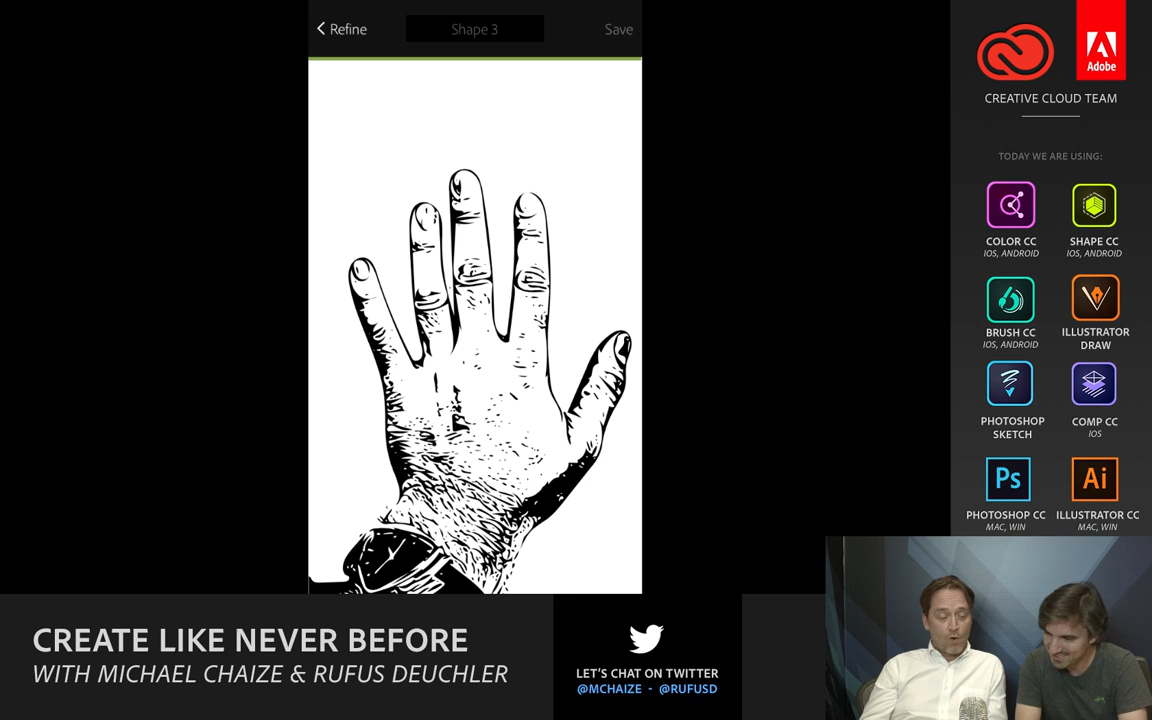 Refine
Shape 3
Save
Adobe
CREATIVE CLOUD TEAM
TODAY WE ARE USING:
COLOR CC
IOS, ANDROID
SHAPE CC
IOS, ANDROID
BRUSH CC
IOS, ANDROID
ILLUSTRATOR
DRAW
PHOTOSHOP
SKETCH
COMP CC
IOS
Ps
Ai
PHOTOSHOP CC
MAC, WIN
ILLUSTRATOR CC
MAC, WIN
CREATE LIKE NEVER BEFORE
WITH MICHAEL CHAIZE & RUFUS DEUCHLER
LET'S CHAT ON TWITTER
@MCHAIZE - @RUFUSD